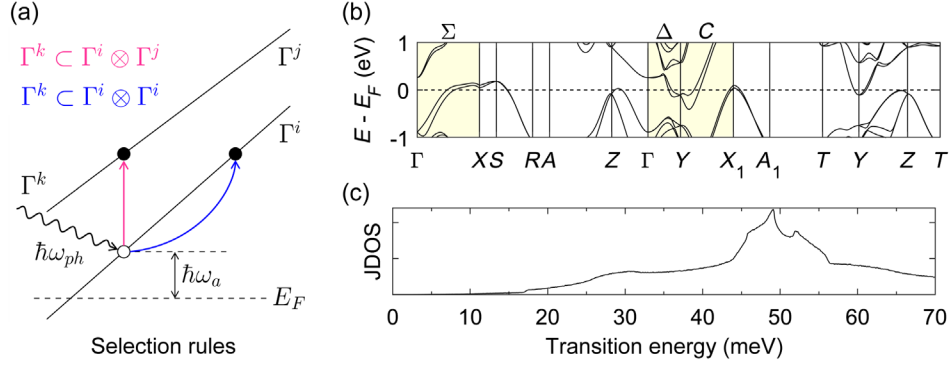 (a)
Γ^k ⊂ Γ^i ⊗ Γ^j
Γ^k ⊂ Γ^i ⊗ Γ^i
Γ^j
Γ^i
Γ^k
ħω_ph
ħω_a
E_F
Selection rules
(b)
Σ Δ C
E - E_F (eV)
1
0
-1
Γ X S R A Z Γ Y X_1 A_1 T Y Z T
(c)
JDOS
0 10 20 30 40 50 60 70
Transition energy (meV)